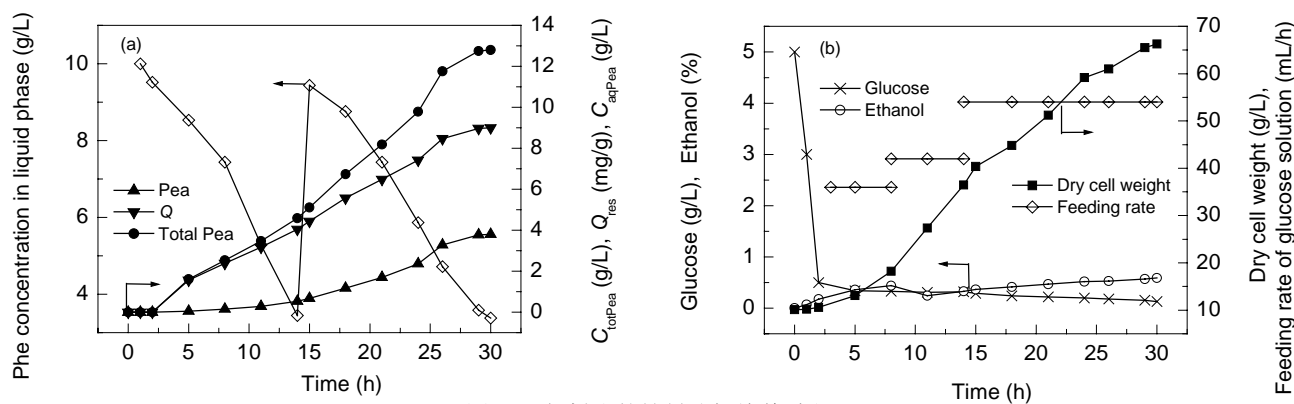 (a)
Phe concentration in liquid phase (g/L)
10
8
6
4
Pea
Q
Total Pea
14
12
10
8
6
4
2
0
C_totPea (g/L), Q_res (mg/g), C_aqPea (g/L)
0 5 10 15 20 25 30
Time (h)
(b)
Glucose (g/L), Ethanol (%)
5
4
3
2
1
0
Glucose
Ethanol
Dry cell weight
Feeding rate
70
60
50
40
30
20
10
Dry cell weight (g/L),
Feeding rate of glucose solution (mL/h)
0 5 10 15 20 25 30
Time (h)